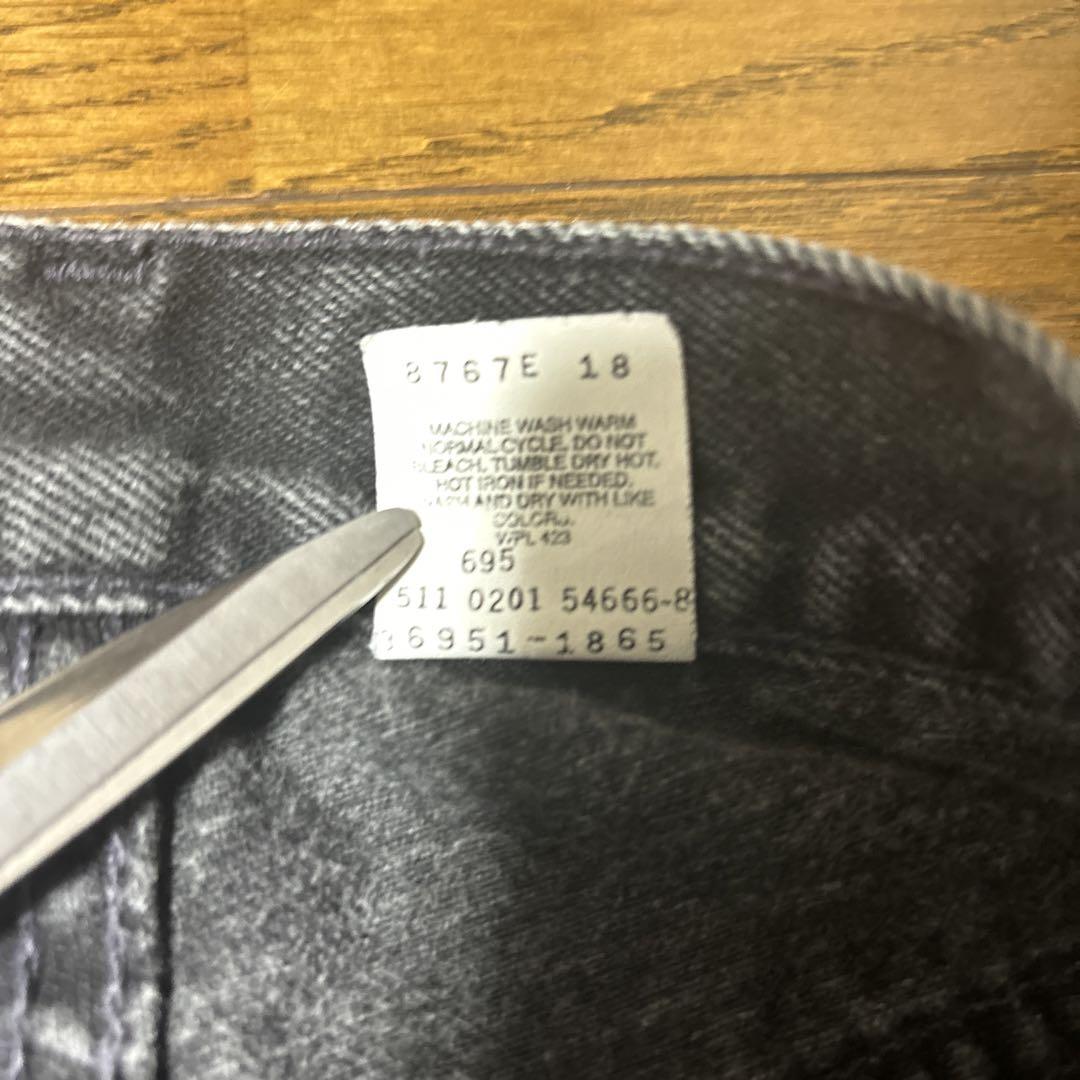 8767E 18
MACHINE WASH WARM
NORMAL CYCLE. DO NOT
BLEACH. TUMBLE DRY HOT.
HOT IRON IF NEEDED.
AND DRY WITH LIKE
COLORS.
WPL 423
695
511 0201 54666-8
36951-1865